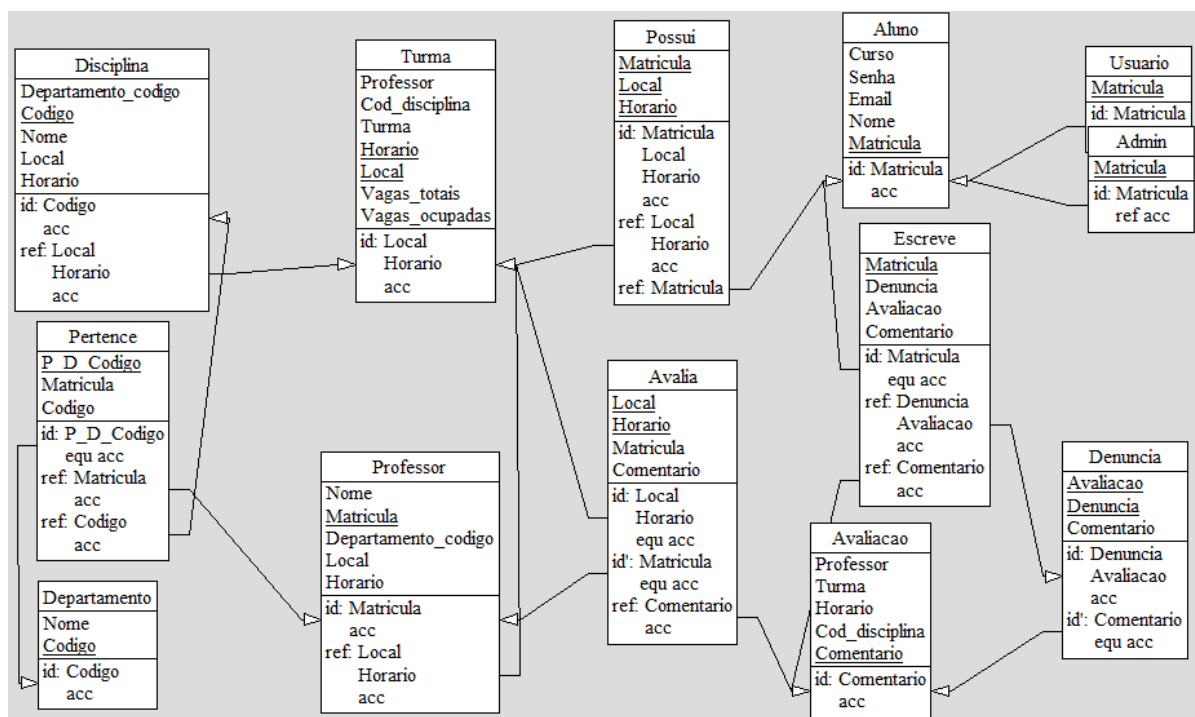 Disciplina
Departamento_codigo
Codigo
Nome
Local
Horario
id: Codigo
acc
ref: Local
Horario
acc
Turma
Professor
Cod_disciplina
Turma
Horario
Local
Vagas_totais
Vagas_ocupadas
id: Local
Horario
acc
Possui
Matricula
Local
Horario
id: Matricula
Local
Horario
acc
ref: Local
Horario
acc
ref: Matricula
Aluno
Curso
Senha
Email
Nome
Matricula
id: Matricula
acc
Usuario
Matricula
id: Matricula
Admin
Matricula
id: Matricula
ref acc
Escreve
Matricula
Denuncia
Avaliacao
Comentario
id: Matricula
equ acc
ref: Denuncia
Avaliacao
acc
ref: Comentario
acc
Pertence
P_D_Codigo
Matricula
Codigo
id: P_D_Codigo
equ acc
ref: Matricula
acc
ref: Codigo
acc
Professor
Nome
Matricula
Departamento_codigo
Local
Horario
id: Matricula
acc
ref: Local
Horario
acc
Avalia
Local
Horario
Matricula
Comentario
id: Local
Horario
equ acc
id': Matricula
equ acc
ref: Comentario
acc
Denuncia
Avaliacao
Denuncia
Comentario
id: Denuncia
Avaliacao
acc
id': Comentario
equ acc
Avaliacao
Professor
Turma
Horario
Cod_disciplina
Comentario
id: Comentario
acc
Departamento
Nome
Codigo
id: Codigo
acc